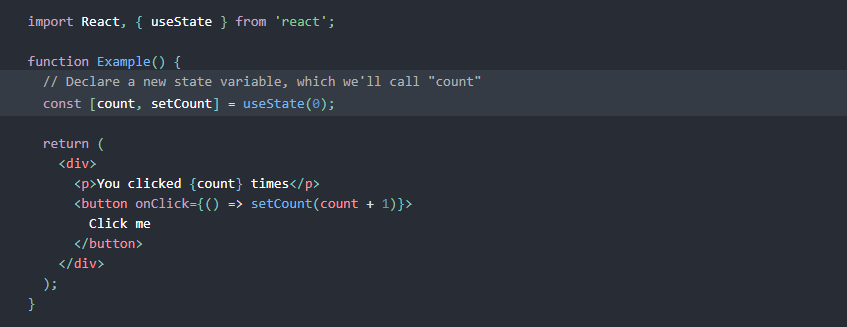 import React, { useState } from 'react';
function Example() {
// Declare a new state variable, which we'll call "count"
const [count, setCount] = useState(0);
return (
<div>
<p>You clicked {count} times</p>
<button onClick={() => setCount(count + 1)}>
Click me
</button>
</div>
);
}